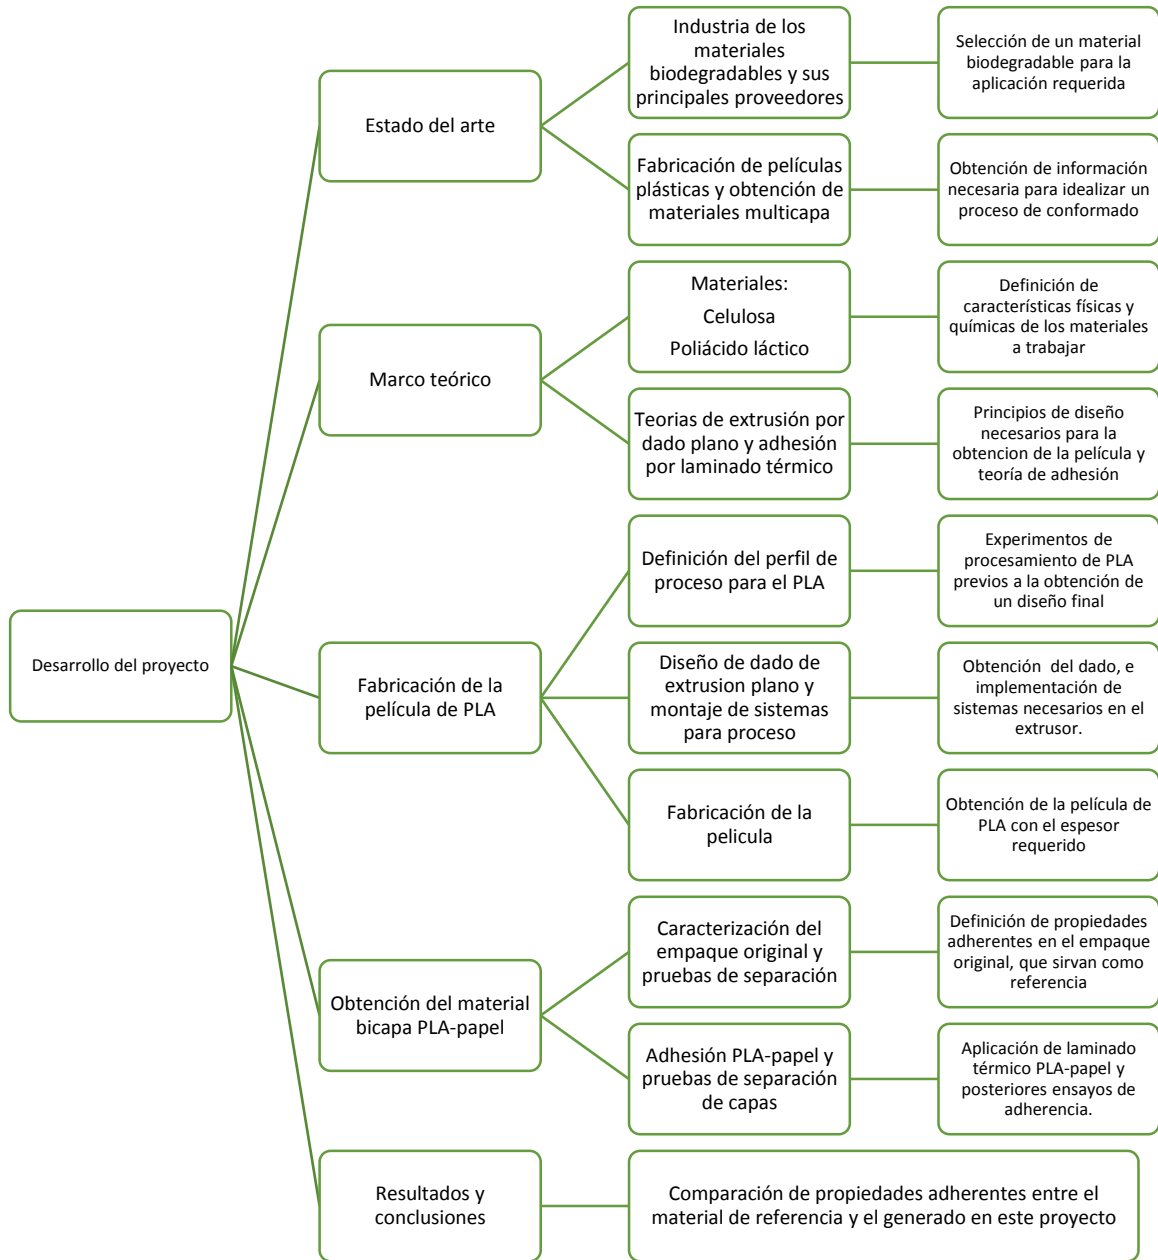 Desarrollo del proyecto
Estado del arte
Industria de los
materiales
biodegradables y sus
principales proveedores
Selección de un material
biodegradable para la
aplicación requerida
Fabricación de películas
plásticas y obtención de
materiales multicapa
Obtención de información
necesaria para idealizar un
proceso de conformado
Marco teórico
Materiales:
Celulosa
Poliácido láctico
Definición de
características físicas y
químicas de los materiales
a trabajar
Teorias de extrusión por
dado plano y adhesión
por laminado térmico
Principios de diseño
necesarios para la
obtencion de la película y
teoría de adhesión
Fabricación de la
película de PLA
Definición del perfil de
proceso para el PLA
Experimentos de
procesamiento de PLA
previos a la obtención de
un diseño final
Diseño de dado de
extrusion plano y
montaje de sistemas
para proceso
Obtención del dado, e
implementación de
sistemas necesarios en el
extrusor.
Fabricación de la
pelicula
Obtención de la película de
PLA con el espesor
requerido
Obtención del material
bicapa PLA-papel
Caracterización del
empaque original y
pruebas de separación
Definición de propiedades
adherentes en el empaque
original, que sirvan como
referencia
Adhesión PLA-papel y
pruebas de separación
de capas
Aplicación de laminado
térmico PLA-papel y
posteriores ensayos de
adherencia.
Resultados y
conclusiones
Comparación de propiedades adherentes entre el
material de referencia y el generado en este proyecto